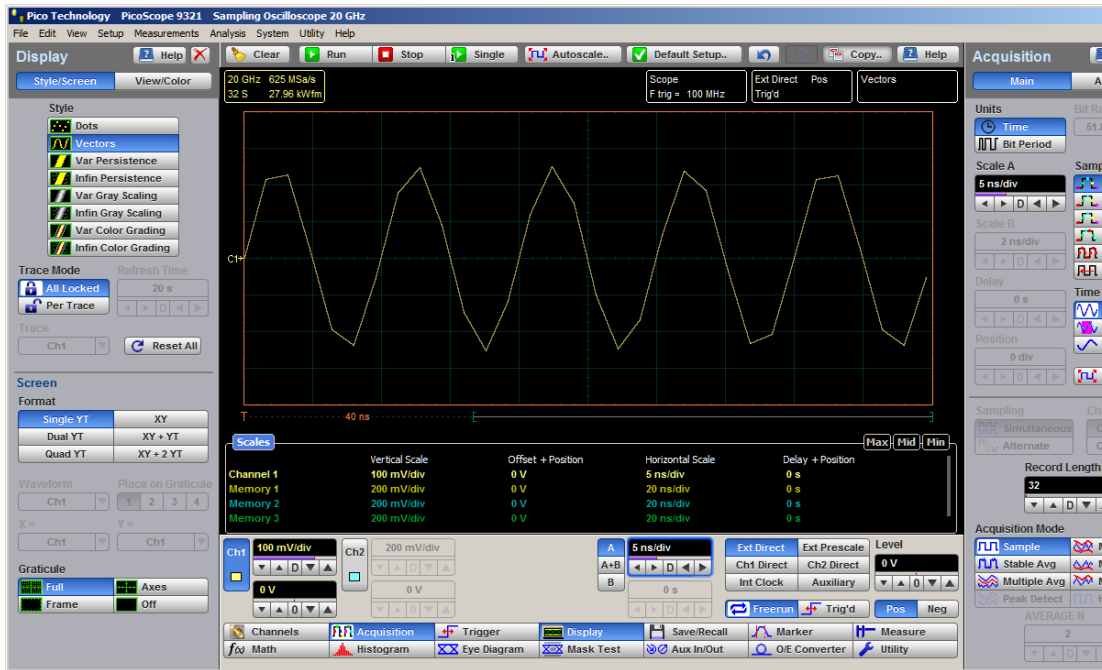 Pico Technology PicoScope 9321 Sampling Oscilloscope 20 GHz
File Edit View Setup Measurements Analysis System Utility Help
Display
Help
Style/Screen View/Color
Style
Dots
Vectors
Var Persistence
Infin Persistence
Var Gray Scaling
Infin Gray Scaling
Var Color Grading
Infin Color Grading
Trace Mode Refresh Time
All Locked 20 s
Per Trace D
Trace
Ch1 Reset All
Screen
Format
Single YT XY
Dual YT XY + YT
Quad YT XY + 2 YT
Waveform Place on Graticule
Ch1 1 2 3 4
X = Y =
Ch1 Ch1
Graticule
Full Axes
Frame Off
Clear Run Stop Single Autoscale.. Default Setup.. Copy.. Help
20 GHz 625 MSa/s
32 S 27.96 kWfm
Scope
F trig = 100 MHz
Ext Direct Pos
Trig'd
Vectors
C1
T 40 ns
Scales Max Mid Min
Vertical Scale Offset + Position Horizontal Scale Delay + Position
Channel 1 100 mV/div 0 V 5 ns/div 0 s
Memory 1 200 mV/div 0 V 20 ns/div 0 s
Memory 2 200 mV/div 0 V 20 ns/div 0 s
Memory 3 200 mV/div 0 V 20 ns/div 0 s
Ch1 100 mV/div Ch2 200 mV/div A 5 ns/div Ext Direct Ext Prescale Level
D D A+B D Ch1 Direct Ch2 Direct 0 V
0 V 0 V B 0 s Int Clock Auxiliary 0
0 0 D Freerun Trig'd Pos Neg
Channels Acquisition Trigger Display Save/Recall Marker Measure
f(x) Math Histogram Eye Diagram Mask Test Aux In/Out O/E Converter Utility
Acquisition
Main A
Units Bit Ra
Time 51.
Bit Period
Scale A Samp
5 ns/div
D
Scale B
2 ns/div
D
Delay
0 s Time
D
Position
0 div
0
Sampling Ch
Simultaneous C
Alternate C
Record Length
32
D
Acquisition Mode
Sample M
Stable Avg M
Multiple Avg M
Peak Detect
AVERAGE N
2
D